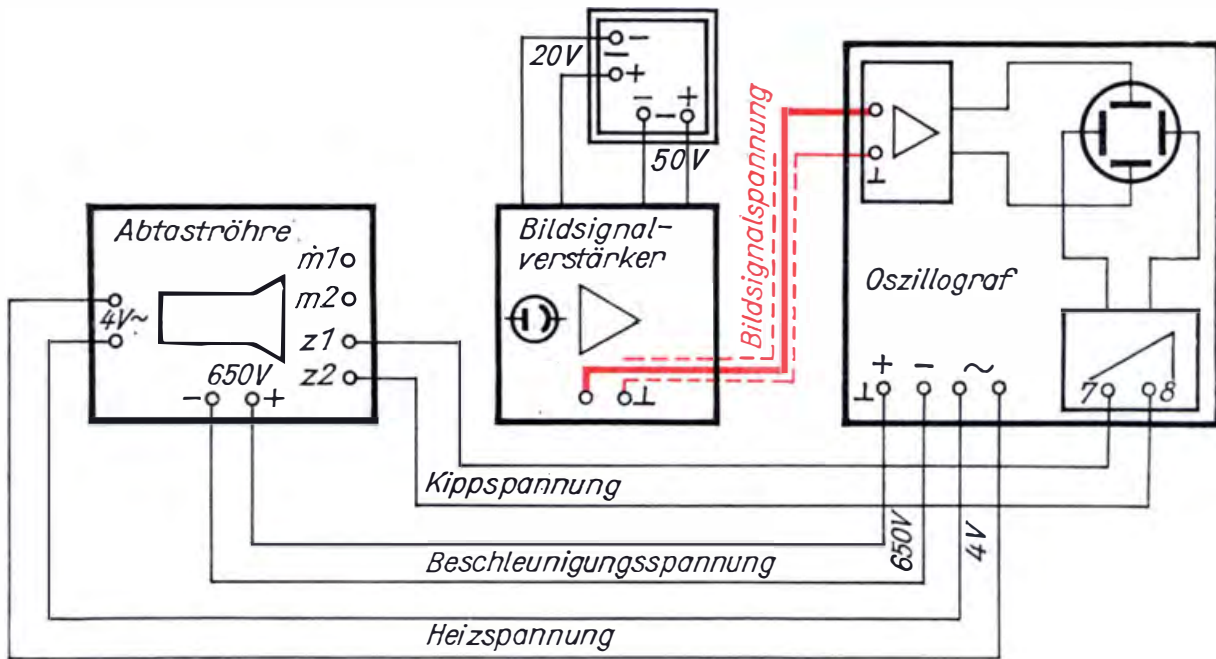 20V
–
+
–
+
50V
Bildsignalspannung
⊥
Abtaströhre
m1
m2
z1
z2
4V~
650V
–
+
Bildsignal-
verstärker
⊥
Oszillograf
+
–
~
⊥
7
8
Kippspannung
650V
4V
Beschleunigungsspannung
Heizspannung